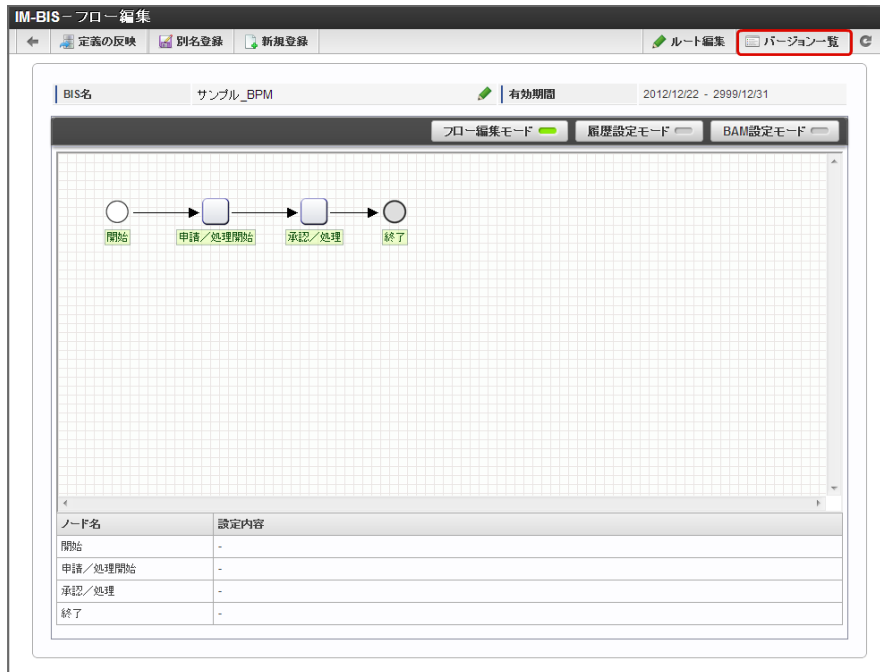 IM-BIS－フロー編集
定義の反映 別名登録 新規登録 ルート編集 バージョン一覧
BIS名 サンプル_BPM 有効期間 2012/12/22 - 2999/12/31
フロー編集モード 履歴設定モード BAM設定モード
開始 申請／処理開始 承認／処理 終了
ノード名 設定内容
開始 -
申請／処理開始 -
承認／処理 -
終了 -